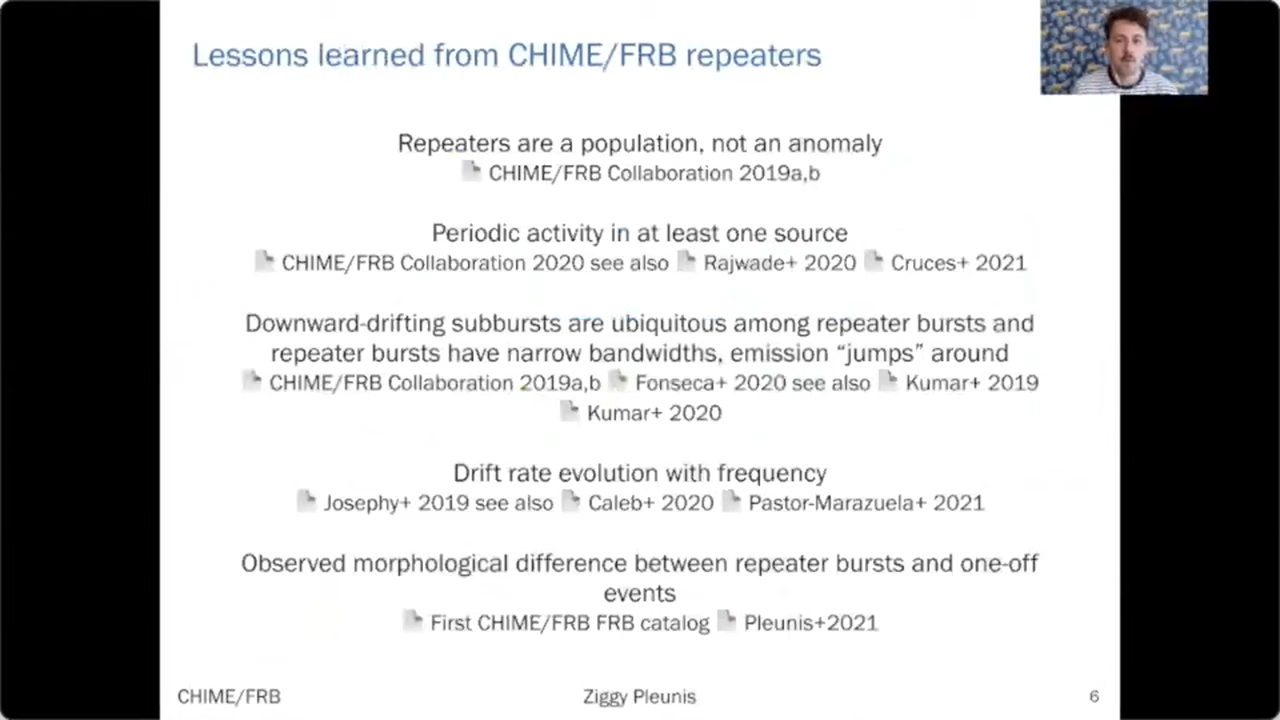 Lessons learned from CHIME/FRB repeaters
Repeaters are a population, not an anomaly
CHIME/FRB Collaboration 2019a,b
Periodic activity in at least one source
CHIME/FRB Collaboration 2020 see also Rajwade+ 2020 Cruces+ 2021
Downward-drifting subbursts are ubiquitous among repeater bursts and
repeater bursts have narrow bandwidths, emission “jumps” around
CHIME/FRB Collaboration 2019a,b Fonseca+ 2020 see also Kumar+ 2019
Kumar+ 2020
Drift rate evolution with frequency
Josephy+ 2019 see also Caleb+ 2020 Pastor-Marazuela+ 2021
Observed morphological difference between repeater bursts and one-off
events
First CHIME/FRB FRB catalog Pleunis+2021
CHIME/FRB Ziggy Pleunis 6